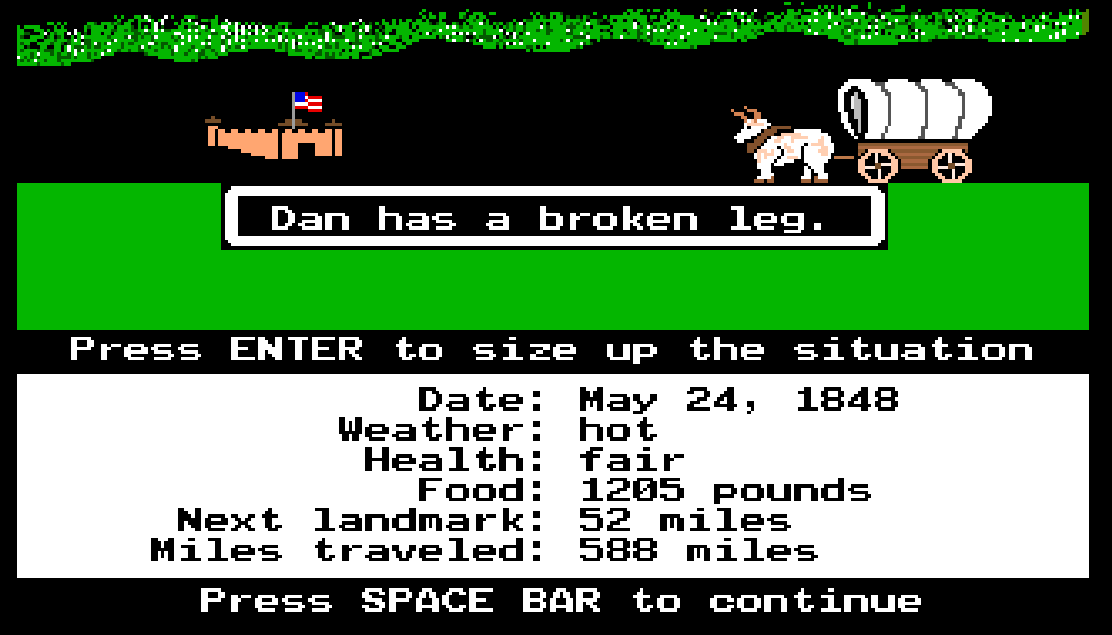 Dan has a broken leg.
Press ENTER to size up the situation
Date: May 24, 1848
Weather: hot
Health: fair
Food: 1205 pounds
Next landmark: 52 miles
Miles traveled: 588 miles
Press SPACE BAR to continue